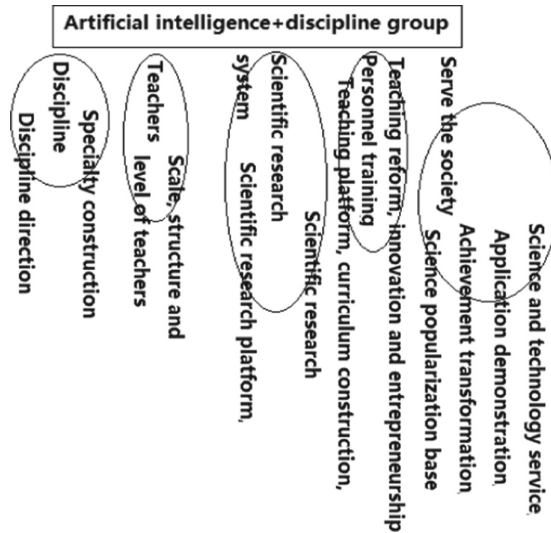 Artificial intelligence+discipline group
Science and technology service
Application demonstration
Achievement transformation
Serve the society
Science popularization base
Teaching reform, innovation and entrepreneurship
Personnel training
Teaching platform, curriculum construction,
Scientific research
Scientific research
system
Scientific research platform,
Scale, structure and
Teachers
level of teachers
Specialty construction
Discipline
Discipline direction